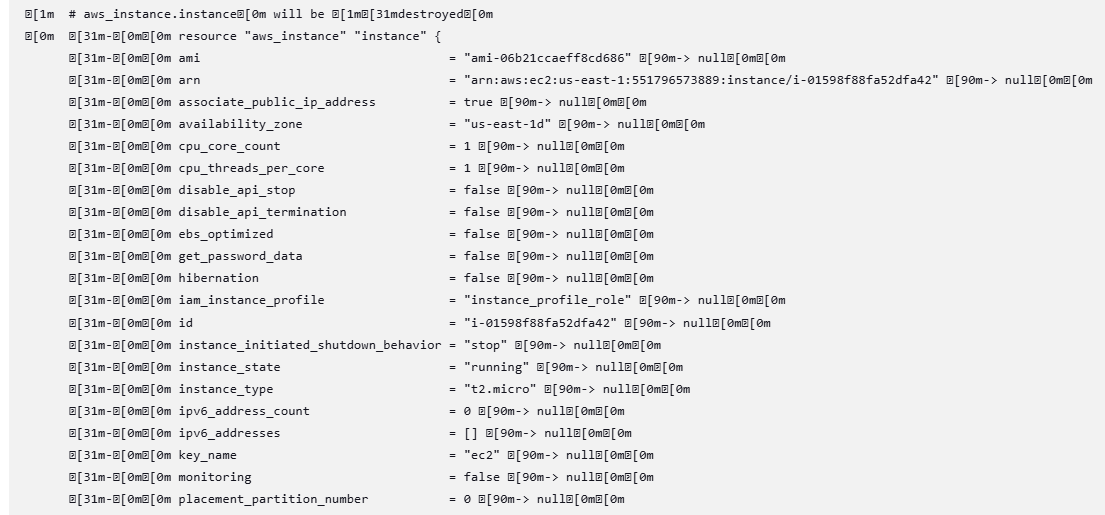 ␛[1m  # aws_instance.instance␛[0m will be ␛[1m␛[31mdestroyed␛[0m
␛[0m  ␛[31m-␛[0m␛[0m resource "aws_instance" "instance" {
      ␛[31m-␛[0m␛[0m ami                                  = "ami-06b21ccaeff8cd686" ␛[90m-> null␛[0m␛[0m
      ␛[31m-␛[0m␛[0m arn                                  = "arn:aws:ec2:us-east-1:551796573889:instance/i-01598f88fa52dfa42" ␛[90m-> null␛[0m␛[0m
      ␛[31m-␛[0m␛[0m associate_public_ip_address          = true ␛[90m-> null␛[0m␛[0m
      ␛[31m-␛[0m␛[0m availability_zone                    = "us-east-1d" ␛[90m-> null␛[0m␛[0m
      ␛[31m-␛[0m␛[0m cpu_core_count                       = 1 ␛[90m-> null␛[0m␛[0m
      ␛[31m-␛[0m␛[0m cpu_threads_per_core                 = 1 ␛[90m-> null␛[0m␛[0m
      ␛[31m-␛[0m␛[0m disable_api_stop                     = false ␛[90m-> null␛[0m␛[0m
      ␛[31m-␛[0m␛[0m disable_api_termination              = false ␛[90m-> null␛[0m␛[0m
      ␛[31m-␛[0m␛[0m ebs_optimized                        = false ␛[90m-> null␛[0m␛[0m
      ␛[31m-␛[0m␛[0m get_password_data                    = false ␛[90m-> null␛[0m␛[0m
      ␛[31m-␛[0m␛[0m hibernation                          = false ␛[90m-> null␛[0m␛[0m
      ␛[31m-␛[0m␛[0m iam_instance_profile                 = "instance_profile_role" ␛[90m-> null␛[0m␛[0m
      ␛[31m-␛[0m␛[0m id                                   = "i-01598f88fa52dfa42" ␛[90m-> null␛[0m␛[0m
      ␛[31m-␛[0m␛[0m instance_initiated_shutdown_behavior = "stop" ␛[90m-> null␛[0m␛[0m
      ␛[31m-␛[0m␛[0m instance_state                       = "running" ␛[90m-> null␛[0m␛[0m
      ␛[31m-␛[0m␛[0m instance_type                        = "t2.micro" ␛[90m-> null␛[0m␛[0m
      ␛[31m-␛[0m␛[0m ipv6_address_count                   = 0 ␛[90m-> null␛[0m␛[0m
      ␛[31m-␛[0m␛[0m ipv6_addresses                       = [] ␛[90m-> null␛[0m␛[0m
      ␛[31m-␛[0m␛[0m key_name                             = "ec2" ␛[90m-> null␛[0m␛[0m
      ␛[31m-␛[0m␛[0m monitoring                           = false ␛[90m-> null␛[0m␛[0m
      ␛[31m-␛[0m␛[0m placement_partition_number           = 0 ␛[90m-> null␛[0m␛[0m